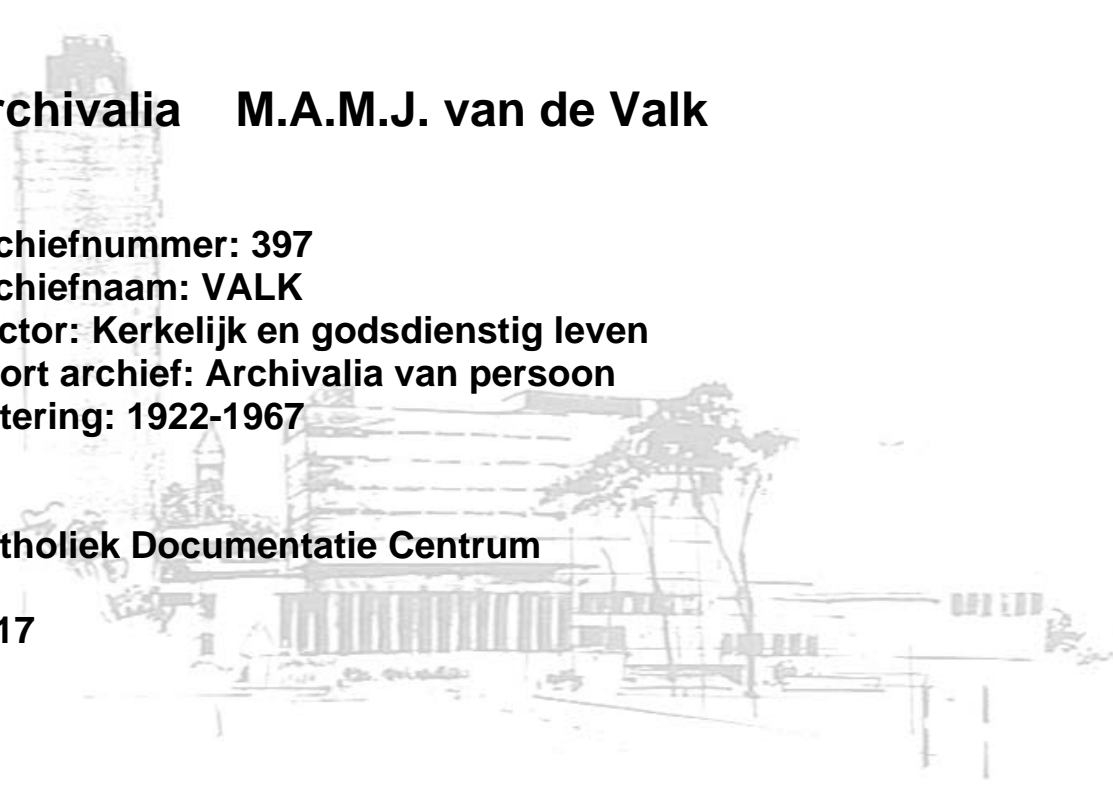 rchivalia M.A.M.J. van de Valk
chiefnummer: 397
chiefnaam: VALK
ctor: Kerkelijk en godsdienstig leven
ort archief: Archivalia van persoon
tering: 1922-1967
tholiek Documentatie Centrum
17